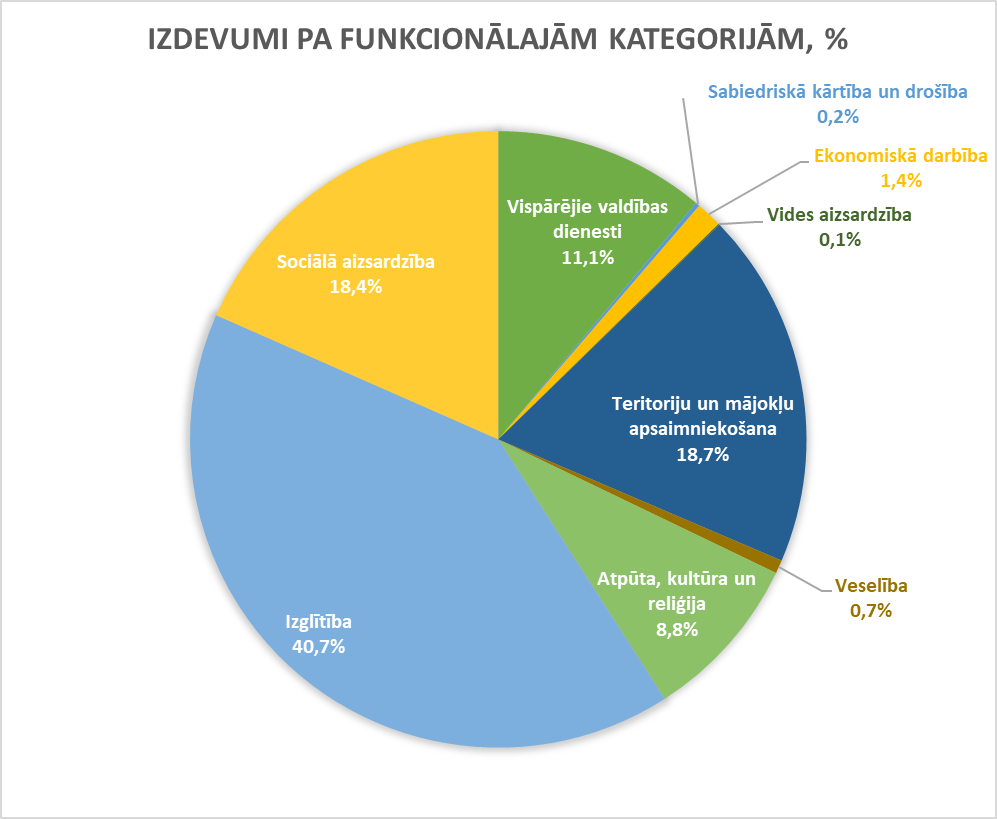 IZDEVUMI PA FUNKCIONĀLAJĀM KATEGORIJĀM, %
Sabiedriskā kārtība un drošība
0,2%
Ekonomiskā darbība
1,4%
Vides aizsardzība
0,1%
Vispārējie valdības
dienesti
11,1%
Sociālā aizsardzība
18,4%
Teritoriju un mājokļu
apsaimniekošana
18,7%
Veselība
0,7%
Atpūta, kultūra un
reliģija
8,8%
Izglītība
40,7%